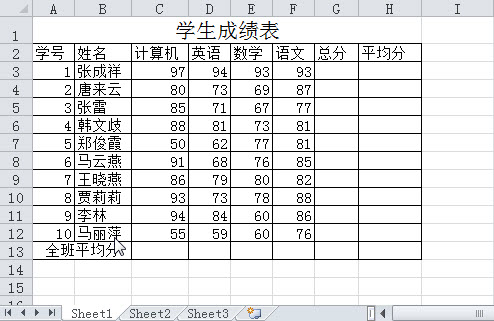 A B C D E F G H I
1 学生成绩表
2 学号 姓名 计算机 英语 数学 语文 总分 平均分
3 1 张成祥 97 94 93 93
4 2 唐来云 80 73 69 87
5 3 张雷 85 71 67 77
6 4 韩文歧 88 81 73 81
7 5 郑俊霞 50 62 77 81
8 6 马云燕 91 68 76 85
9 7 王晓燕 86 79 80 82
10 8 贾莉莉 93 73 78 88
11 9 李林 94 84 60 86
12 10 马丽萍 55 59 60 76
13 全班平均分
14
15
16
Sheet1 Sheet2 Sheet3